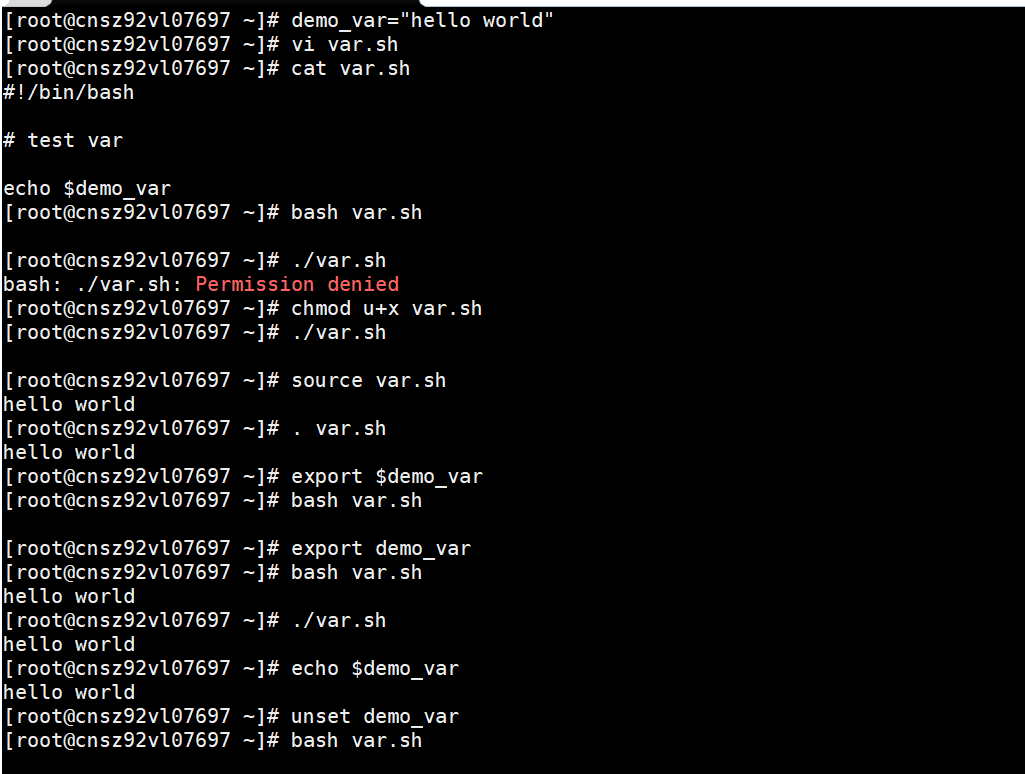 [root@cnsz92vl07697 ~]# demo_var="hello world"
[root@cnsz92vl07697 ~]# vi var.sh
[root@cnsz92vl07697 ~]# cat var.sh
#!/bin/bash
# test var
echo $demo_var
[root@cnsz92vl07697 ~]# bash var.sh
[root@cnsz92vl07697 ~]# ./var.sh
bash: ./var.sh: Permission denied
[root@cnsz92vl07697 ~]# chmod u+x var.sh
[root@cnsz92vl07697 ~]# ./var.sh
[root@cnsz92vl07697 ~]# source var.sh
hello world
[root@cnsz92vl07697 ~]# . var.sh
hello world
[root@cnsz92vl07697 ~]# export $demo_var
[root@cnsz92vl07697 ~]# bash var.sh
[root@cnsz92vl07697 ~]# export demo_var
[root@cnsz92vl07697 ~]# bash var.sh
hello world
[root@cnsz92vl07697 ~]# ./var.sh
hello world
[root@cnsz92vl07697 ~]# echo $demo_var
hello world
[root@cnsz92vl07697 ~]# unset demo_var
[root@cnsz92vl07697 ~]# bash var.sh